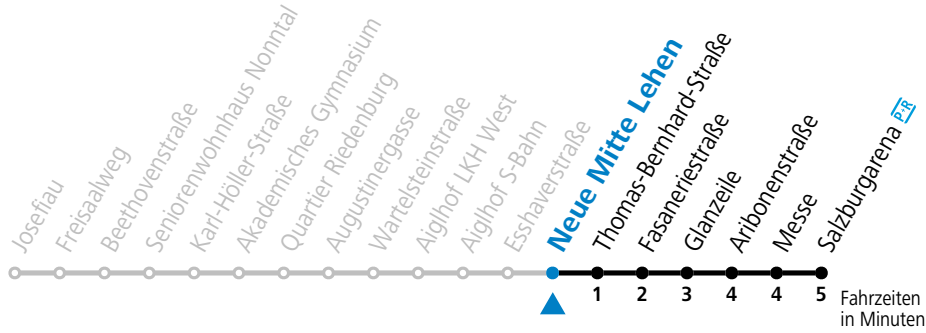 Josefiau
Freisaalweg
Beethovenstraße
Seniorenwohnhaus Nonntal
Karl-Höller-Straße
Akademisches Gymnasium
Quartier Riedenburg
Augustinergasse
Wartelsteinstraße
Aiglhof LKH West
Aiglhof S-Bahn
Esshaverstraße
Neue Mitte Lehen
Thomas-Bernhard-Straße
Fasaneriestraße
Glanzeile
Aribonenstraße
Messe
Salzburgarena P+R
1 2 3 4 4 5
Fahrzeiten
in Minuten